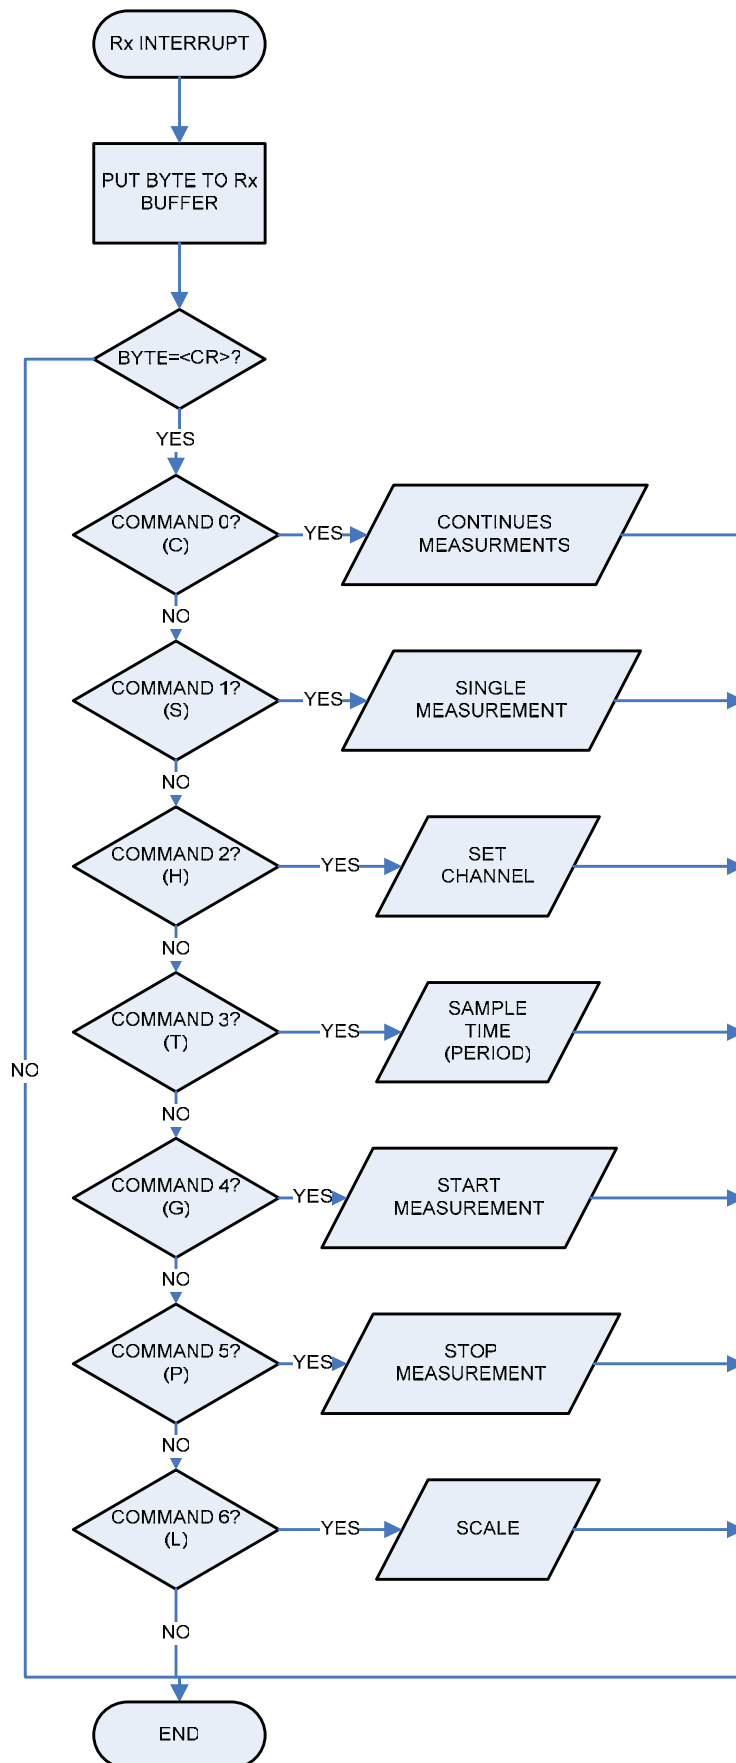 Rx INTERRUPT
PUT BYTE TO Rx
BUFFER
BYTE=<CR>?
YES
COMMAND 0?
(C)
YES
CONTINUES
MEASURMENTS
NO
COMMAND 1?
(S)
YES
SINGLE
MEASUREMENT
NO
COMMAND 2?
(H)
YES
SET
CHANNEL
NO
COMMAND 3?
(T)
YES
SAMPLE
TIME
(PERIOD)
NO
NO
COMMAND 4?
(G)
YES
START
MEASUREMENT
NO
COMMAND 5?
(P)
YES
STOP
MEASUREMENT
NO
COMMAND 6?
(L)
YES
SCALE
NO
END